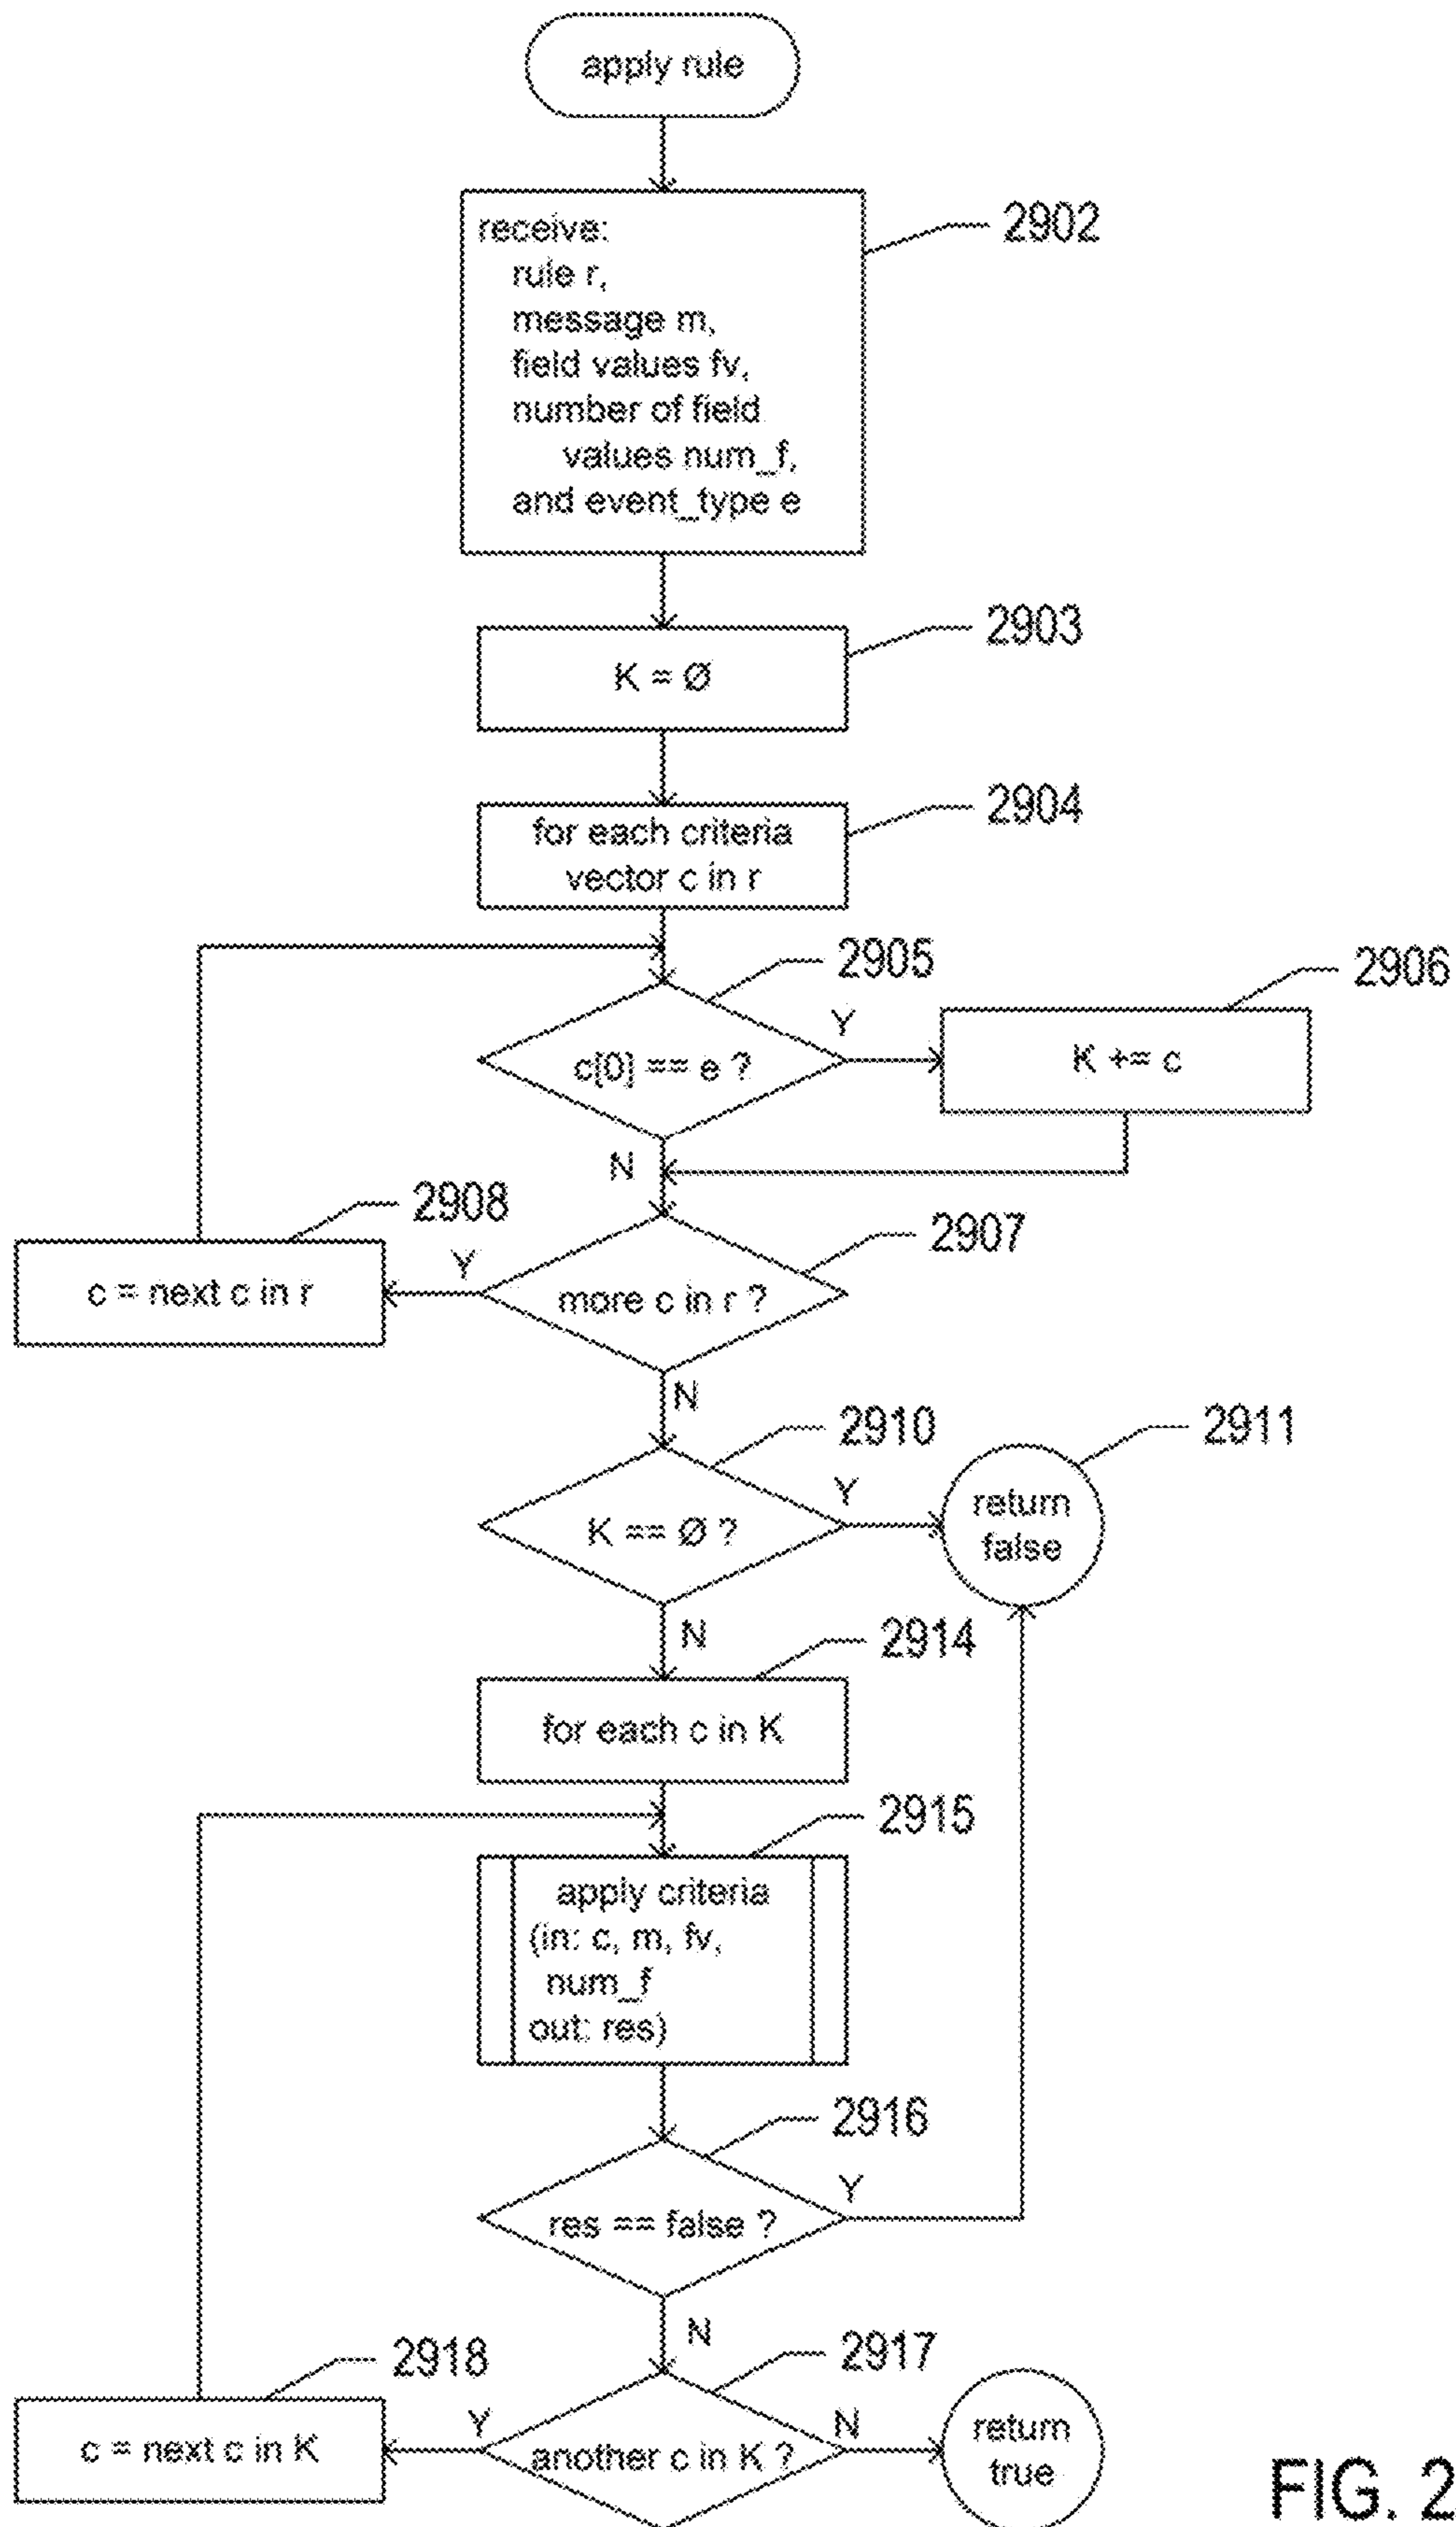 apply rule
receive:
rule r,
message m,
field values fv,
number of field
values num_f,
and event_type e
2902
K = Ø
2903
for each criteria
vector c in r
2904
2905
c[0] == e ?
Y
N
2906
K += c
2908
c = next c in r
Y
2907
more c in r ?
N
2910
K == Ø ?
Y
N
2911
return
false
2914
for each c in K
2915
apply criteria
(in: c, m, fv,
num_f
out: res)
2916
res == false ?
Y
N
2918
c = next c in K
Y
2917
another c in K ?
N
return
true
FIG. 2